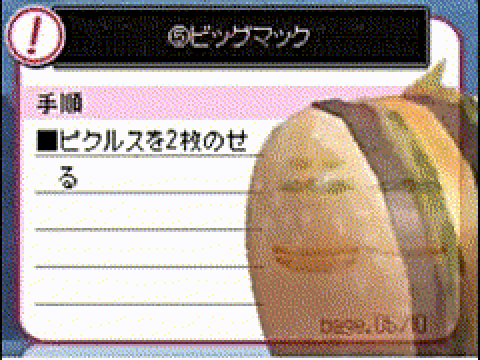 ⑤ビッグマック
手順
■ピクルスを2枚のせ
る
page.06/10